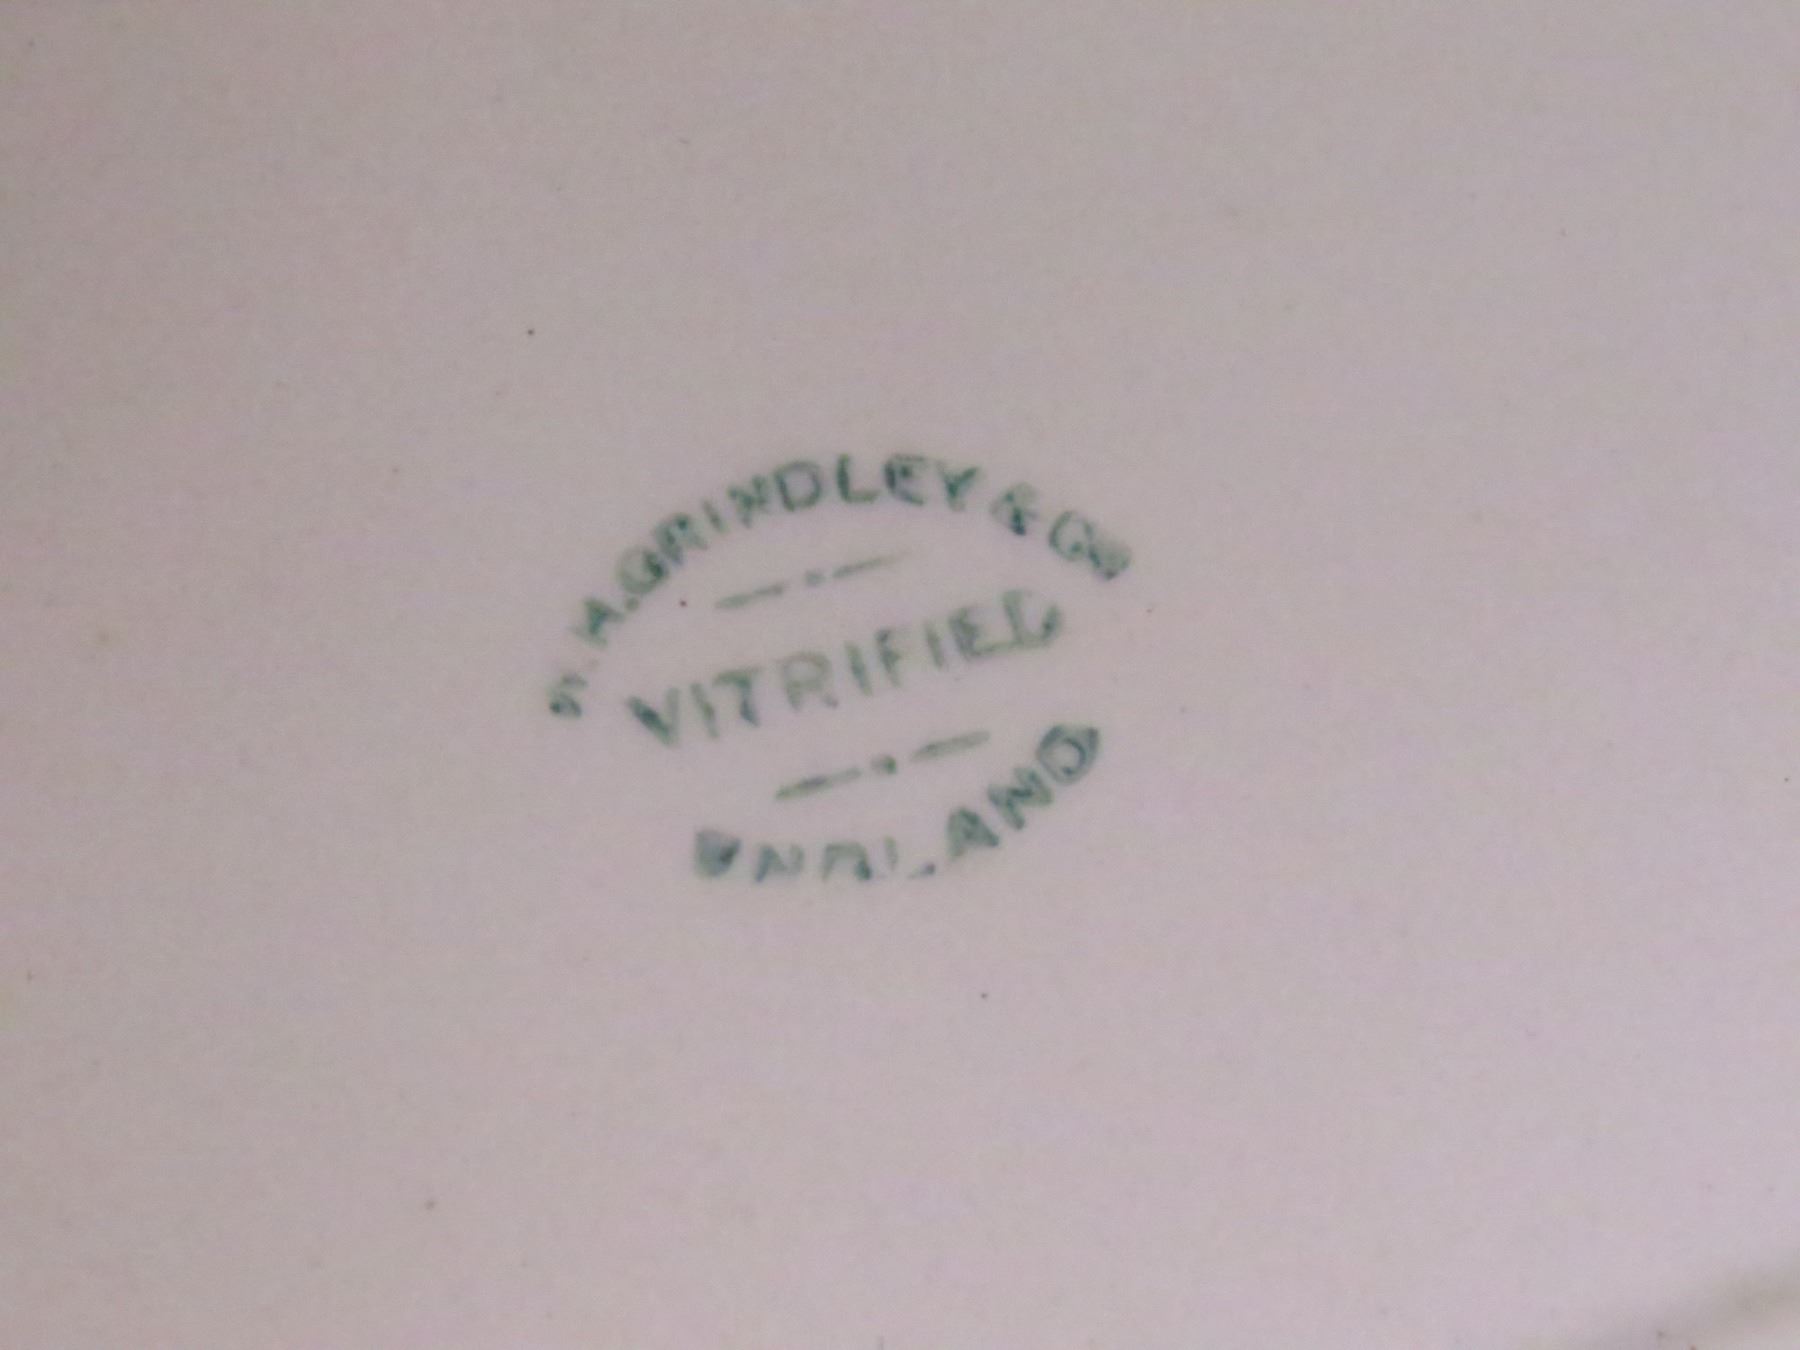 A. GRINDLEY & Co
VITRIFIED
ENGLAND